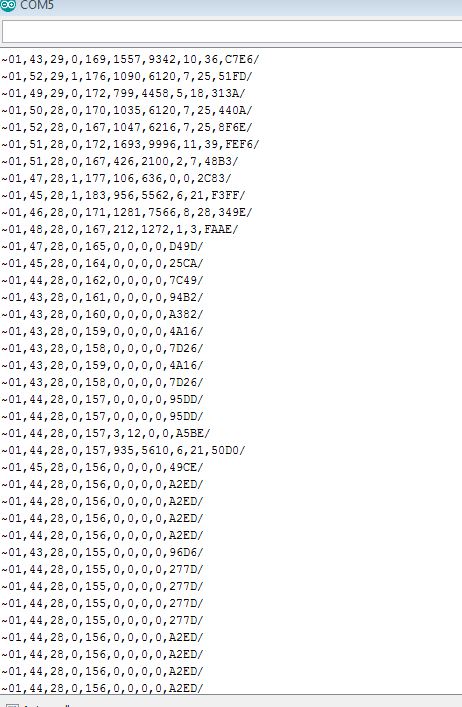 COM5
~01,43,29,0,169,1557,9342,10,36,C7E6/
~01,52,29,1,176,1090,6120,7,25,51FD/
~01,49,29,0,172,799,4458,5,18,313A/
~01,50,28,0,170,1035,6120,7,25,440A/
~01,52,28,0,167,1047,6216,7,25,8F6E/
~01,51,28,0,172,1693,9996,11,39,FEF6/
~01,51,28,0,167,426,2100,2,7,48B3/
~01,47,28,1,177,106,636,0,0,2C83/
~01,45,28,1,183,956,5562,6,21,F3FF/
~01,46,28,0,171,1281,7566,8,28,349E/
~01,48,28,0,167,212,1272,1,3,FAAE/
~01,47,28,0,165,0,0,0,0,D49D/
~01,45,28,0,164,0,0,0,0,25CA/
~01,44,28,0,162,0,0,0,0,7C49/
~01,43,28,0,161,0,0,0,0,94B2/
~01,43,28,0,160,0,0,0,0,A382/
~01,43,28,0,159,0,0,0,0,4A16/
~01,43,28,0,158,0,0,0,0,7D26/
~01,43,28,0,159,0,0,0,0,4A16/
~01,43,28,0,158,0,0,0,0,7D26/
~01,44,28,0,157,0,0,0,0,95DD/
~01,44,28,0,157,0,0,0,0,95DD/
~01,44,28,0,157,3,12,0,0,A5BE/
~01,44,28,0,157,935,5610,6,21,50D0/
~01,45,28,0,156,0,0,0,0,49CE/
~01,44,28,0,156,0,0,0,0,A2ED/
~01,44,28,0,156,0,0,0,0,A2ED/
~01,44,28,0,156,0,0,0,0,A2ED/
~01,44,28,0,156,0,0,0,0,A2ED/
~01,43,28,0,155,0,0,0,0,96D6/
~01,44,28,0,155,0,0,0,0,277D/
~01,44,28,0,155,0,0,0,0,277D/
~01,44,28,0,155,0,0,0,0,277D/
~01,44,28,0,155,0,0,0,0,277D/
~01,44,28,0,156,0,0,0,0,A2ED/
~01,44,28,0,156,0,0,0,0,A2ED/
~01,44,28,0,156,0,0,0,0,A2ED/
~01,44,28,0,156,0,0,0,0,A2ED/